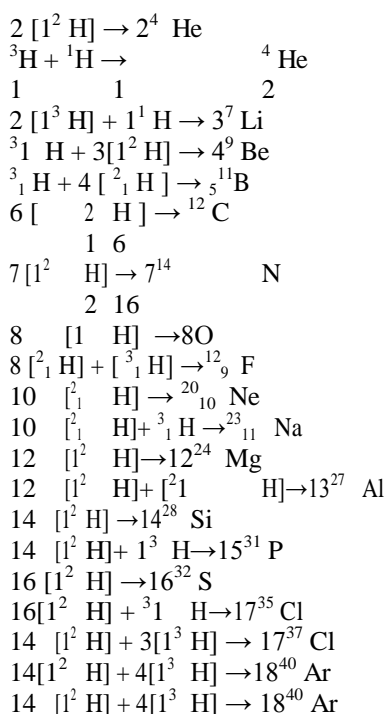 2 [1² H] → 2⁴ He
³H + ¹H → ⁴ He
1 1 2
2 [1³ H] + 1¹ H → 3⁷ Li
³1 H + 3[1² H] → 4⁹ Be
³₁ H + 4 [ ²₁ H ] → ₅¹¹B
6 [ 2 H ] → ¹² C
1 6
7 [1² H] → 7¹⁴ N
2 16
8 [1 H] →8O
8 [²₁ H] + [ ³₁ H] →¹²₉ F
10 [²₁ H] → ²⁰₁₀ Ne
10 [²₁ H]+ ³₁ H →²³₁₁ Na
12 [1² H]→12²⁴ Mg
12 [1² H]+ [²1 H]→13²⁷ Al
14 [1² H] →14²⁸ Si
14 [1² H]+ 1³ H→15³¹ P
16 [1² H] →16³² S
16[1² H] + ³1 H→17³⁵ Cl
14 [1² H] + 3[1³ H] → 17³⁷ Cl
14[1² H] + 4[1³ H] →18⁴⁰ Ar
14 [1² H] + 4[1³ H] → 18⁴⁰ Ar